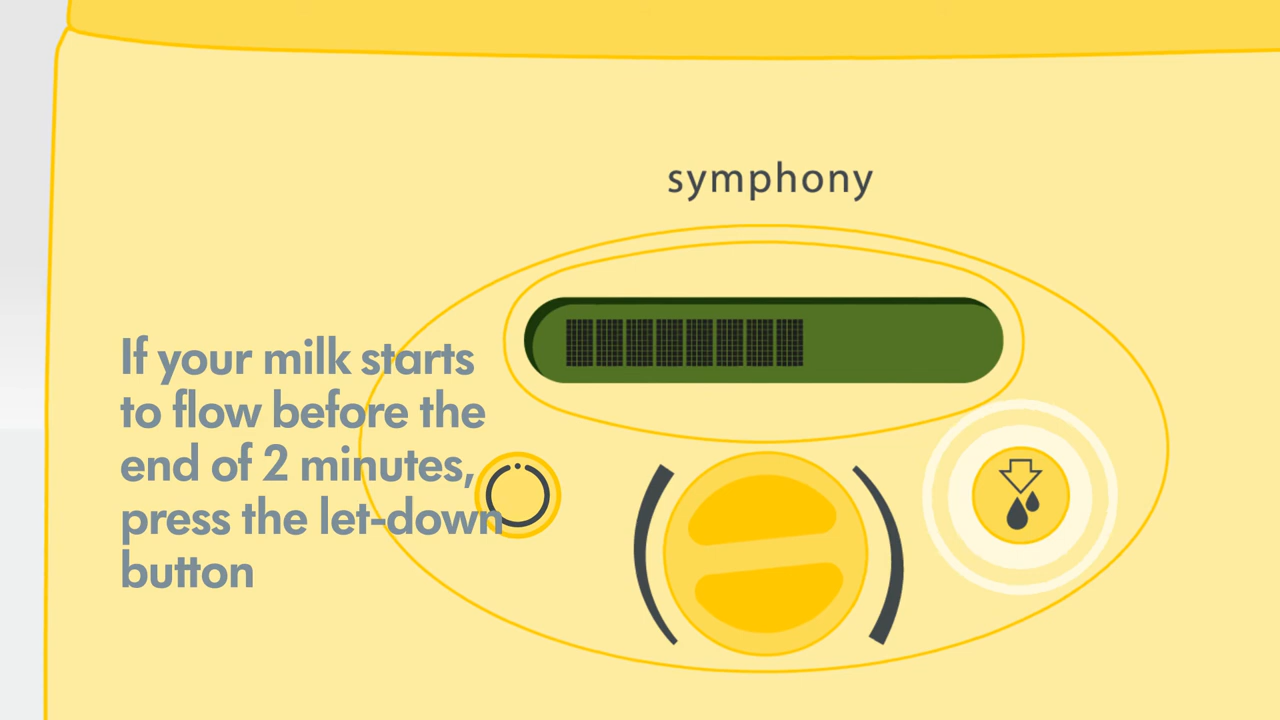 symphony
If your milk starts
to flow before the
end of 2 minutes,
press the let-down
button